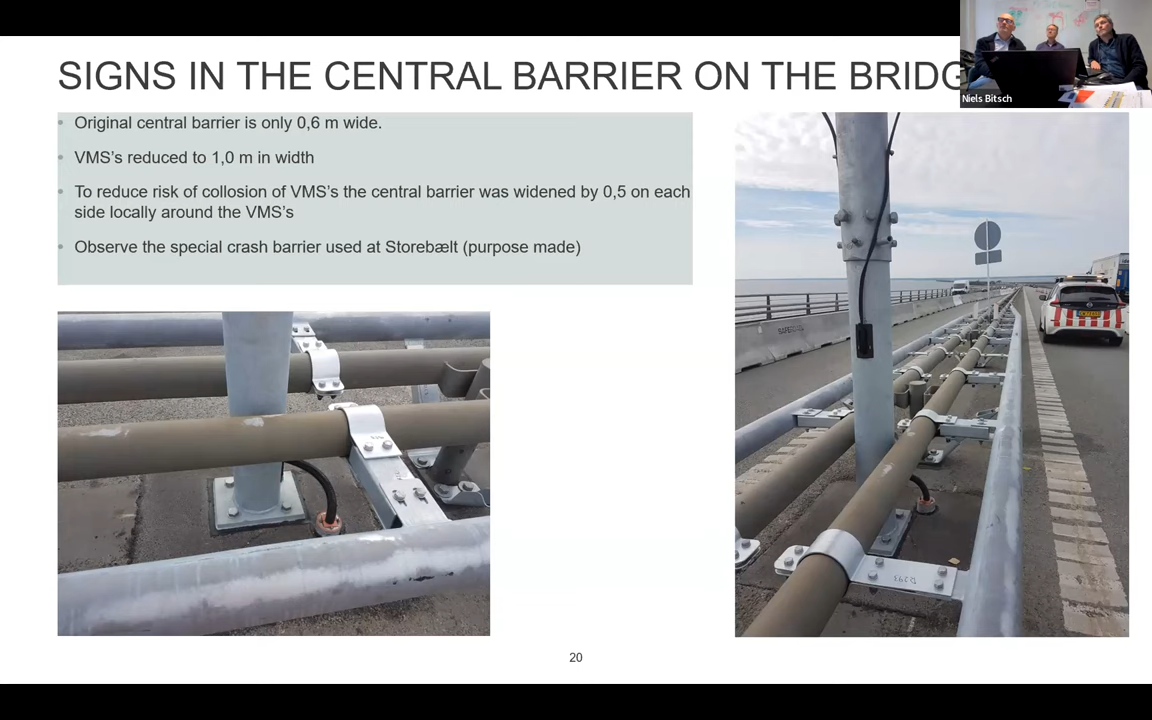 SIGNS IN THE CENTRAL BARRIER ON THE BRIDG
Niels Bitsch
Original central barrier is only 0,6 m wide.
VMS's reduced to 1,0 m in width
To reduce risk of collosion of VMS's the central barrier was widened by 0,5 on each
side locally around the VMS's
Observe the special crash barrier used at Storebælt (purpose made)
20